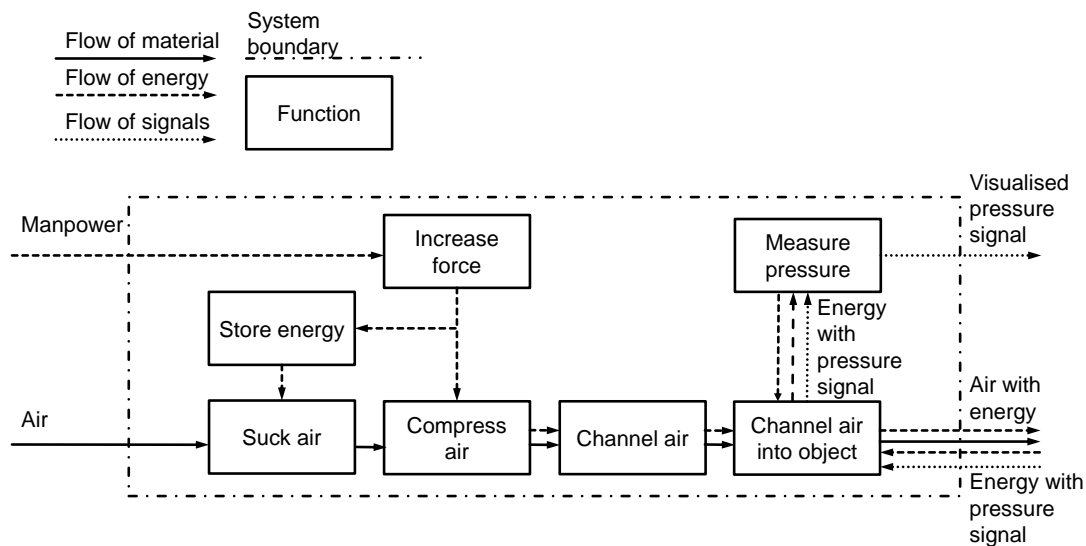 Flow of material
System
boundary
Flow of energy
Function
Flow of signals
Visualised
pressure
signal
Manpower
Increase
force
Measure
pressure
Store energy
Energy
with
pressure
signal
Air
Suck air
Compress
air
Channel air
Channel air
into object
Air with
energy
Energy with
pressure
signal